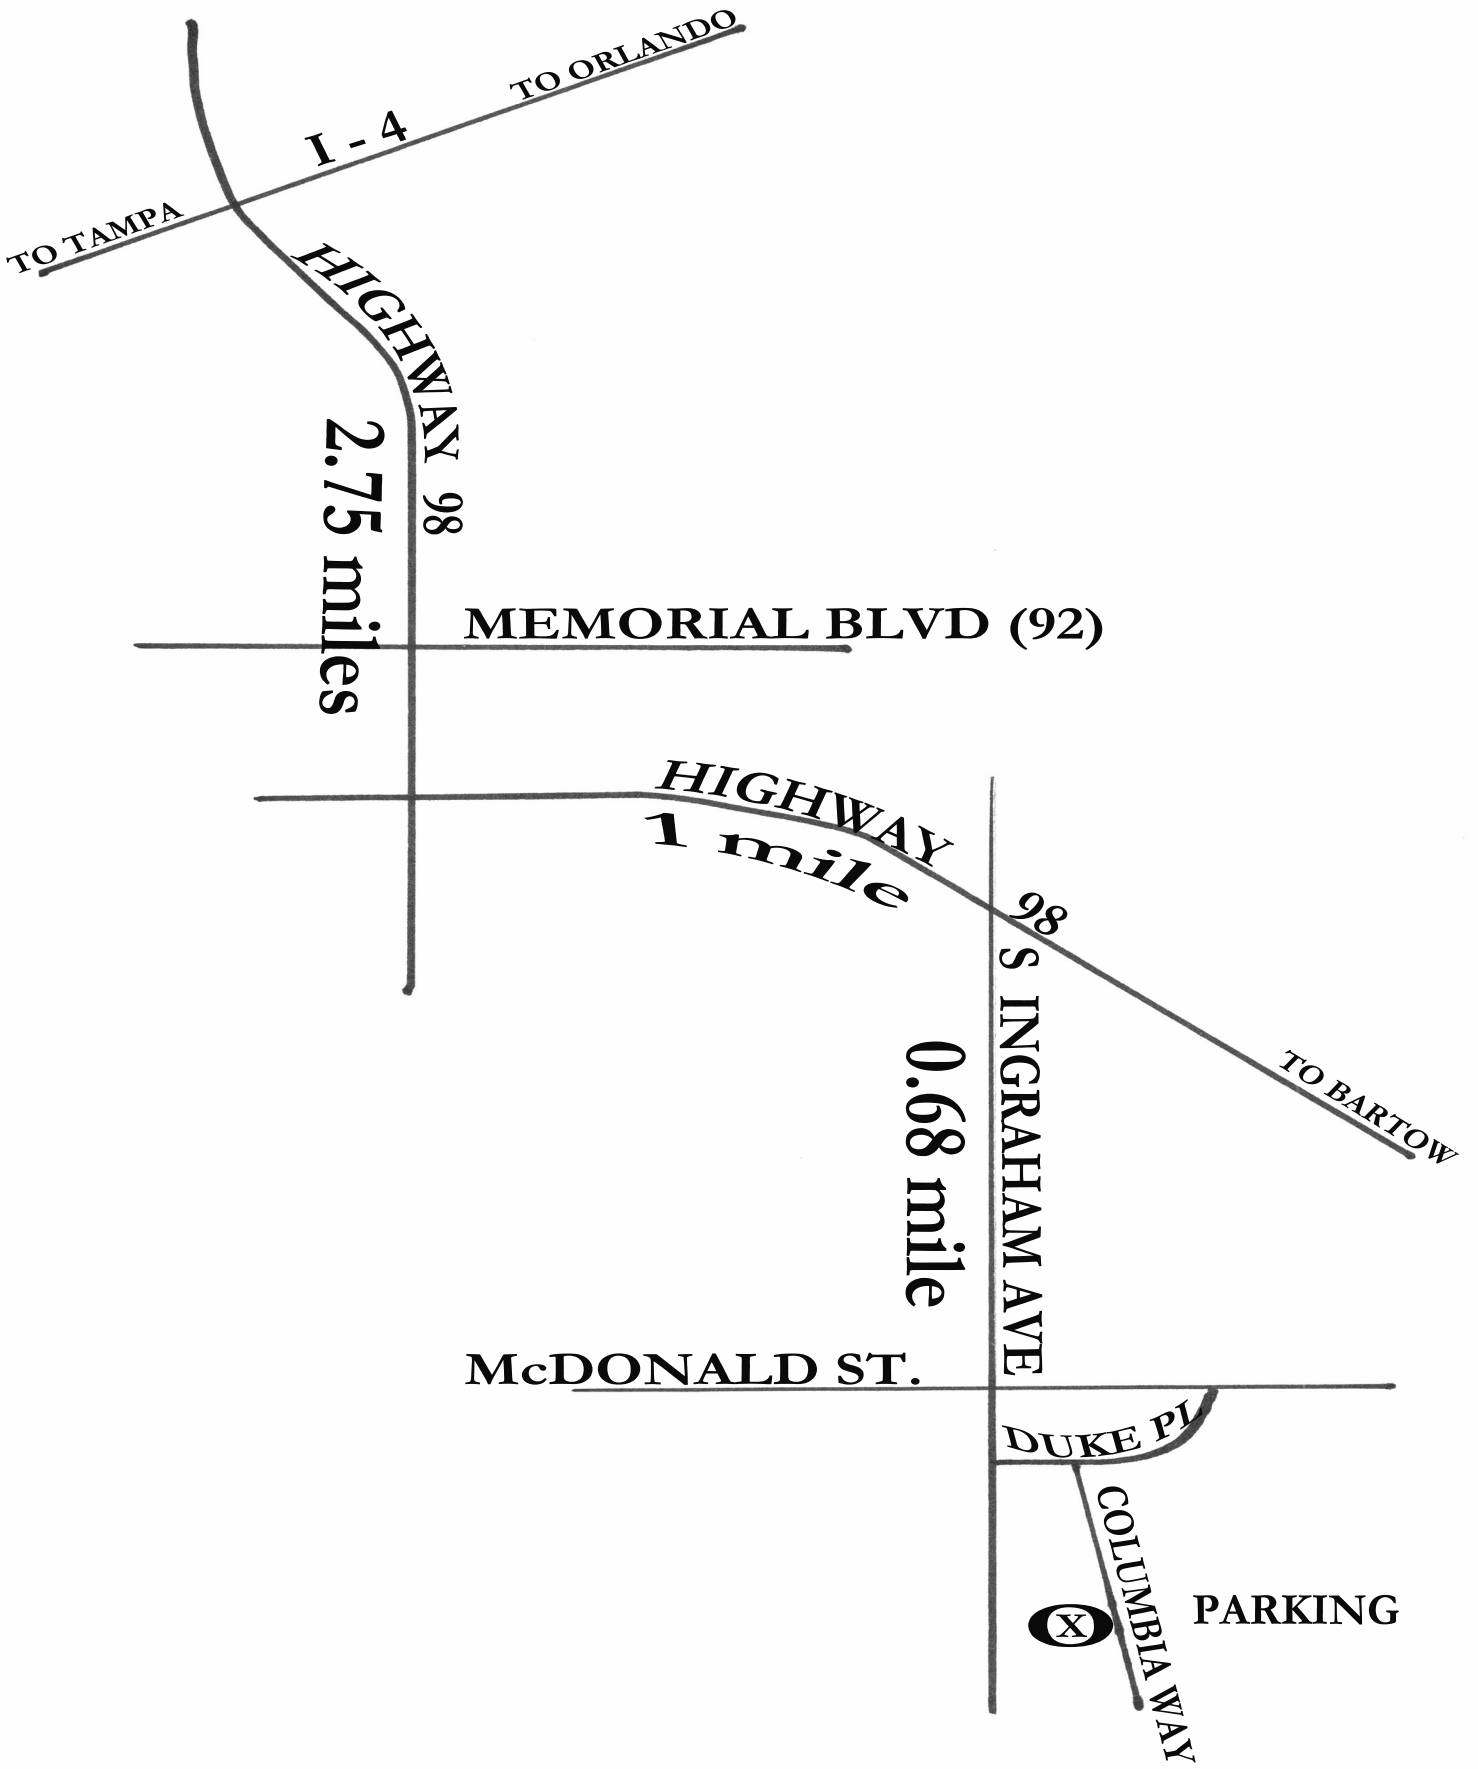 TO ORLANDO
I - 4
TO TAMPA
HIGHWAY 98
2.75 miles
MEMORIAL BLVD (92)
HIGHWAY 98
1 mile
S INGRAHAM AVE
0.68 mile
TO BARTOW
McDONALD ST.
DUKE PL
COLUMBIA WAY
PARKING
X